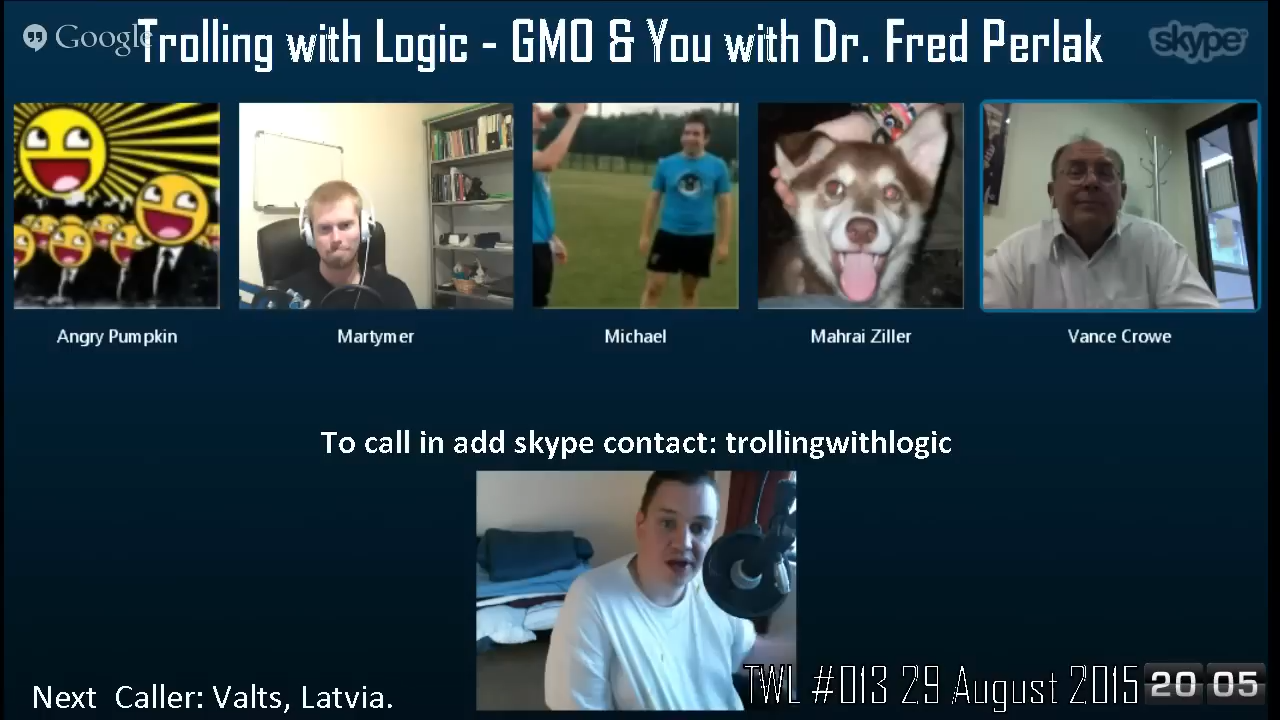 Google
Trolling with Logic - GMO & You with Dr. Fred Perlak
skype
Angry Pumpkin
Martymer
Michael
Mahrai Ziller
Vance Crowe
To call in add skype contact: trollingwithlogic
Next Caller: Valts, Latvia.
TWL #013 29 August 2015 20 05